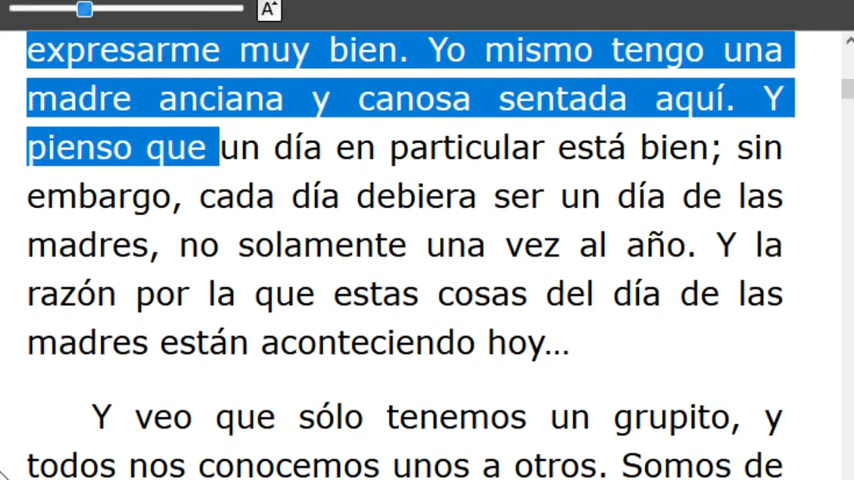 A
expresarme muy bien. Yo mismo tengo una
madre anciana y canosa sentada aquí. Y
pienso que un día en particular está bien; sin
embargo, cada día debiera ser un día de las
madres, no solamente una vez al año. Y la
razón por la que estas cosas del día de las
madres están aconteciendo hoy…
Y veo que sólo tenemos un grupito, y
todos nos conocemos unos a otros. Somos de